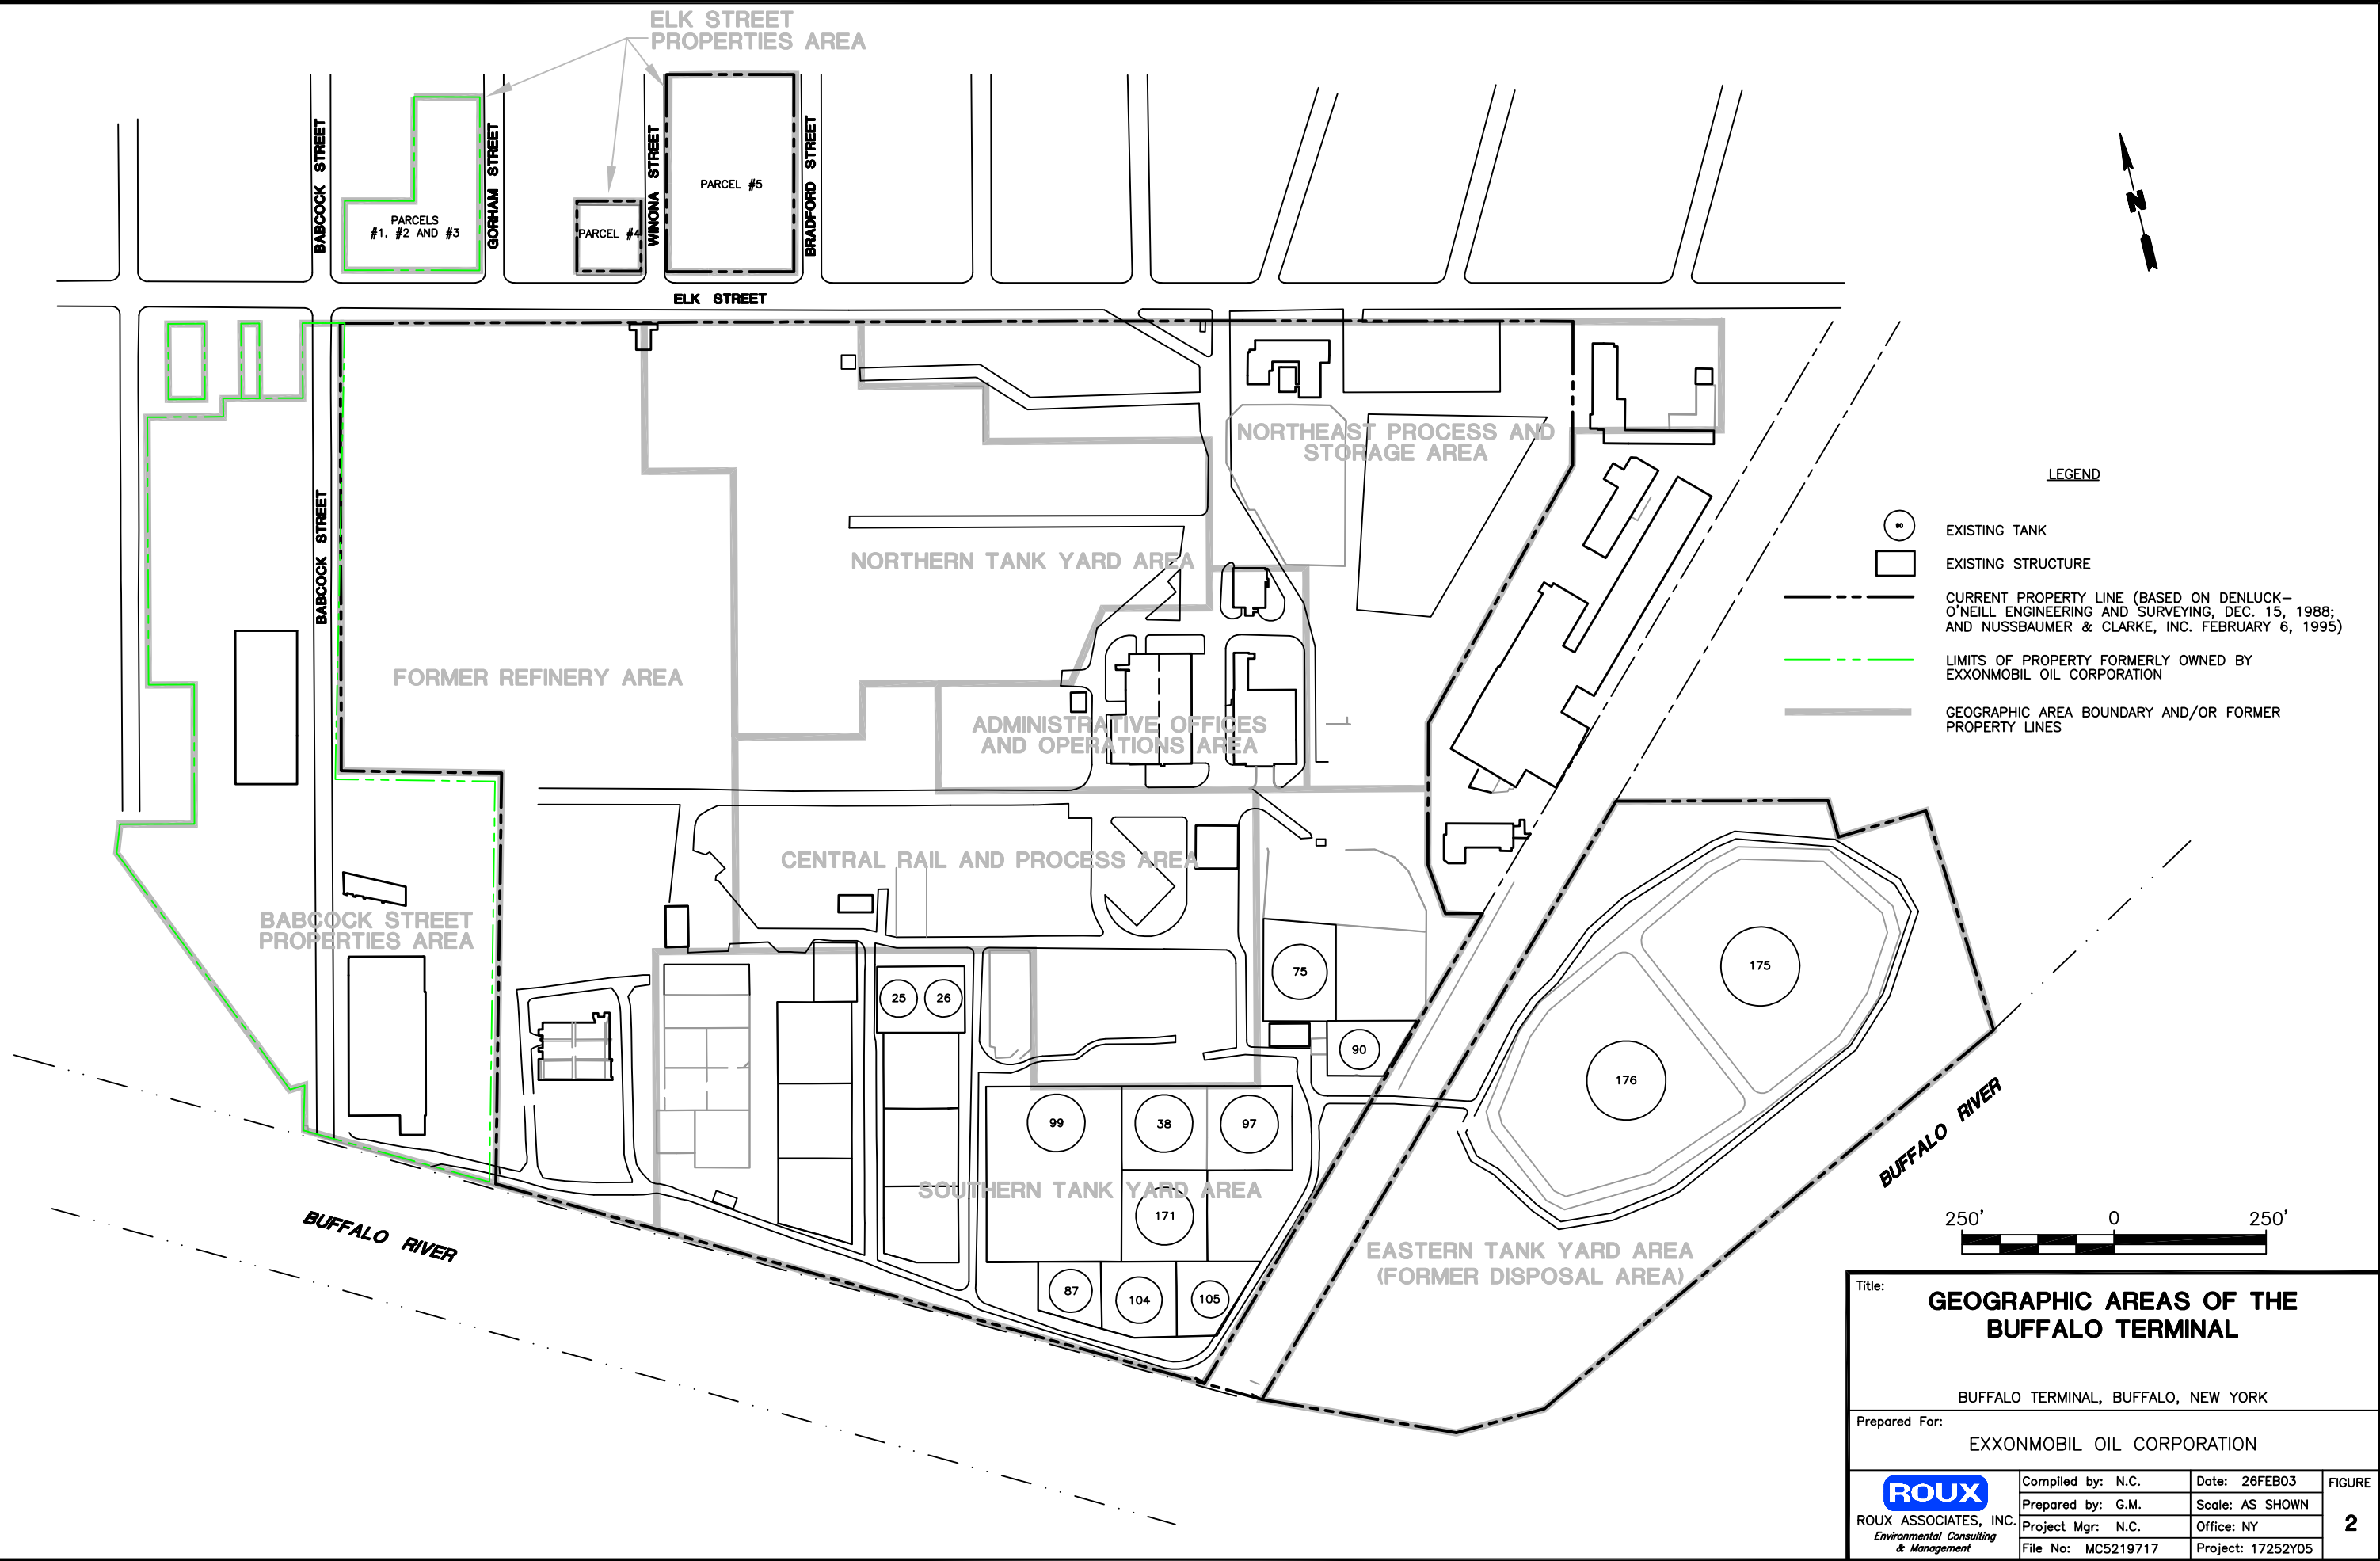 ELK STREET
PROPERTIES AREA
BABCOCK STREET
GORHAM STREET
WINONA STREET
BRADFORD STREET
PARCELS
#1, #2 AND #3
PARCEL #4
PARCEL #5
N
ELK STREET
BABCOCK STREET
NORTHEAST PROCESS AND
STORAGE AREA
NORTHERN TANK YARD AREA
FORMER REFINERY AREA
ADMINISTRATIVE OFFICES
AND OPERATIONS AREA
CENTRAL RAIL AND PROCESS AREA
BABCOCK STREET
PROPERTIES AREA
LEGEND
90
EXISTING TANK
EXISTING STRUCTURE
CURRENT PROPERTY LINE (BASED ON DENLUCK-
O'NEILL ENGINEERING AND SURVEYING, DEC. 15, 1988;
AND NUSSBAUMER & CLARKE, INC. FEBRUARY 6, 1995)
LIMITS OF PROPERTY FORMERLY OWNED BY
EXXONMOBIL OIL CORPORATION
GEOGRAPHIC AREA BOUNDARY AND/OR FORMER
PROPERTY LINES
75
175
25
26
90
176
99
38
97
SOUTHERN TANK YARD AREA
171
87
104
105
BUFFALO RIVER
BUFFALO RIVER
EASTERN TANK YARD AREA
(FORMER DISPOSAL AREA)
250' 0 250'
Title:
GEOGRAPHIC AREAS OF THE
BUFFALO TERMINAL
BUFFALO TERMINAL, BUFFALO, NEW YORK
Prepared For:
EXXONMOBIL OIL CORPORATION
ROUX
ROUX ASSOCIATES, INC.
Environmental Consulting
& Management
Compiled by: N.C.
Prepared by: G.M.
Project Mgr: N.C.
File No: MC5219717
Date: 26FEB03
Scale: AS SHOWN
Office: NY
Project: 17252Y05
FIGURE
2